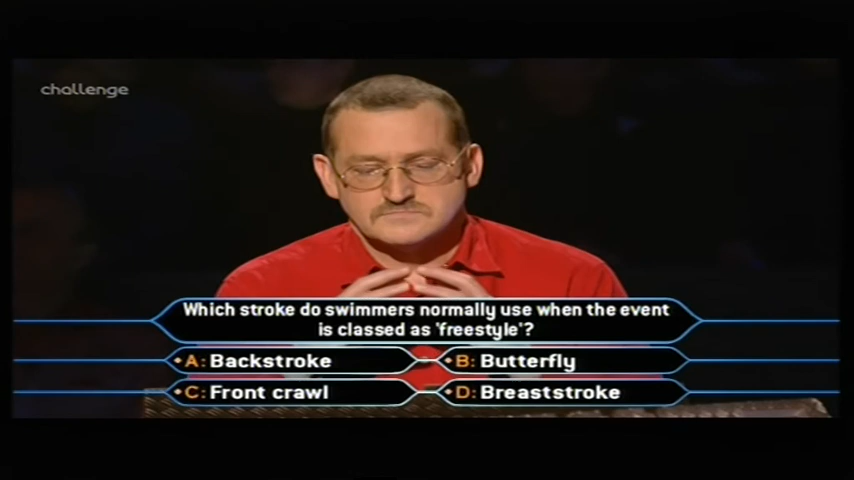 challenge
Which stroke do swimmers normally use when the event
is classed as 'freestyle'?
A: Backstroke
B: Butterfly
C: Front crawl
D: Breaststroke